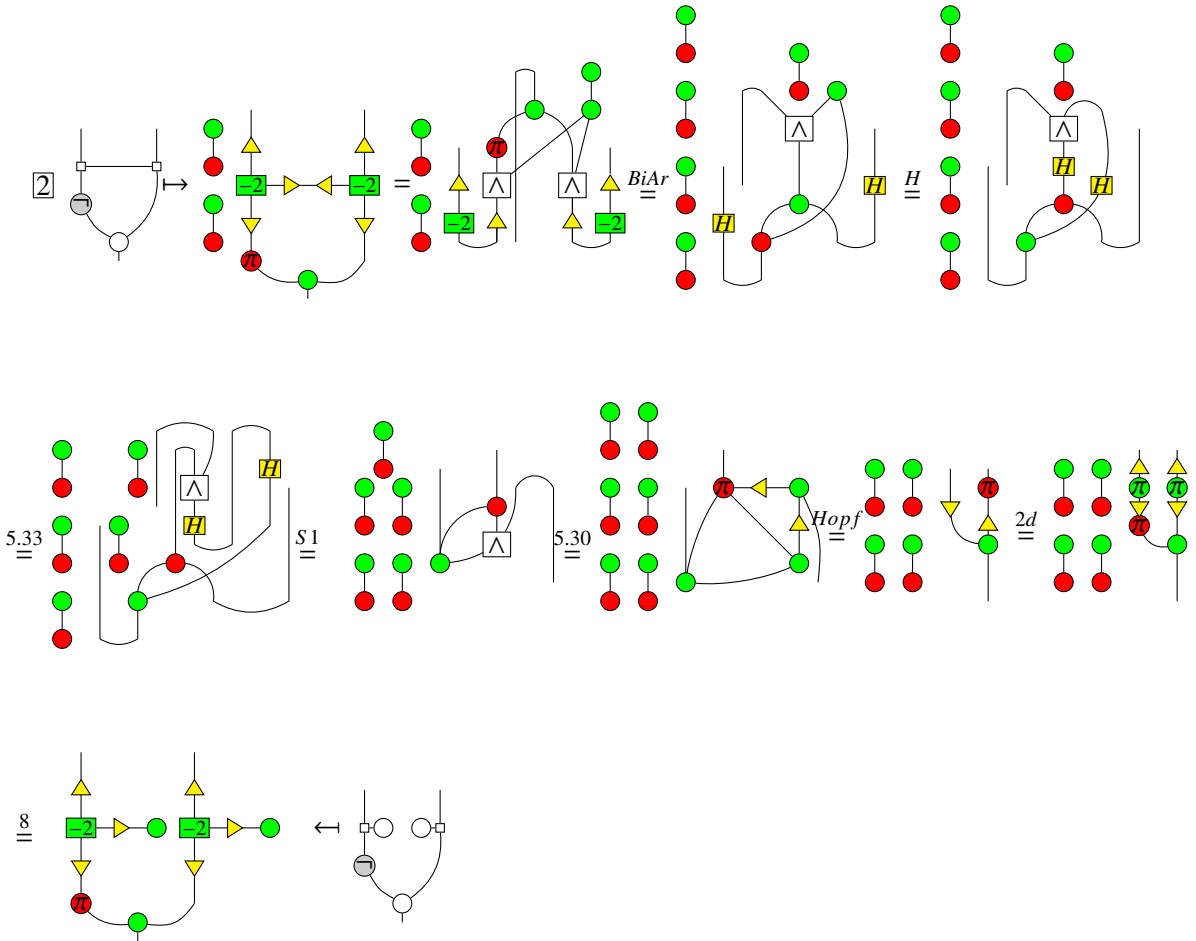 2 ¬ ↦ -2 -2 π = π ∧ ∧ -2 -2 BiAr = ∧ H H H = ∧ H H
5.33 = ∧ H H S1 = ∧ 5.30 = π Hopf = π 2d = π π π
8 = -2 -2 π ↤ ¬